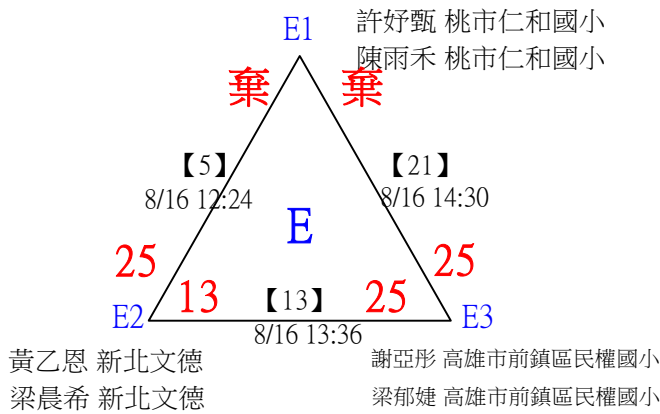 E1
許妤甄 桃市仁和國小
陳雨禾 桃市仁和國小
棄 棄
【5】 【21】
8/16 12:24 8/16 14:30
E
25 25
13 【13】 25
E2 E3
8/16 13:36
黃乙恩 新北文德 謝亞彤 高雄市前鎮區民權國小
梁晨希 新北文德 梁郁婕 高雄市前鎮區民權國小